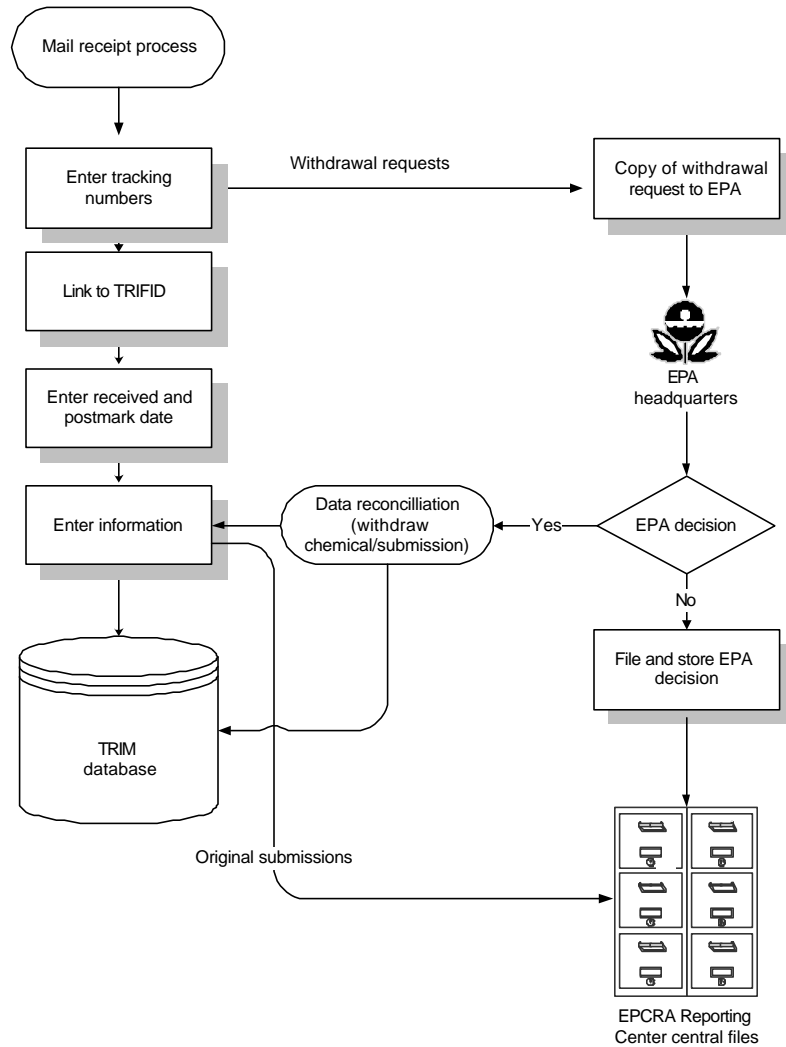 Mail receipt process
Enter tracking
numbers
Withdrawal requests
Copy of withdrawal
request to EPA
Link to TRIFID
EPA
headquarters
Enter received and
postmark date
Enter information
Data reconcilliation
(withdraw
chemical/submission)
Yes
EPA decision
No
File and store EPA
decision
TRIM
database
Original submissions
EPCRA Reporting
Center central files